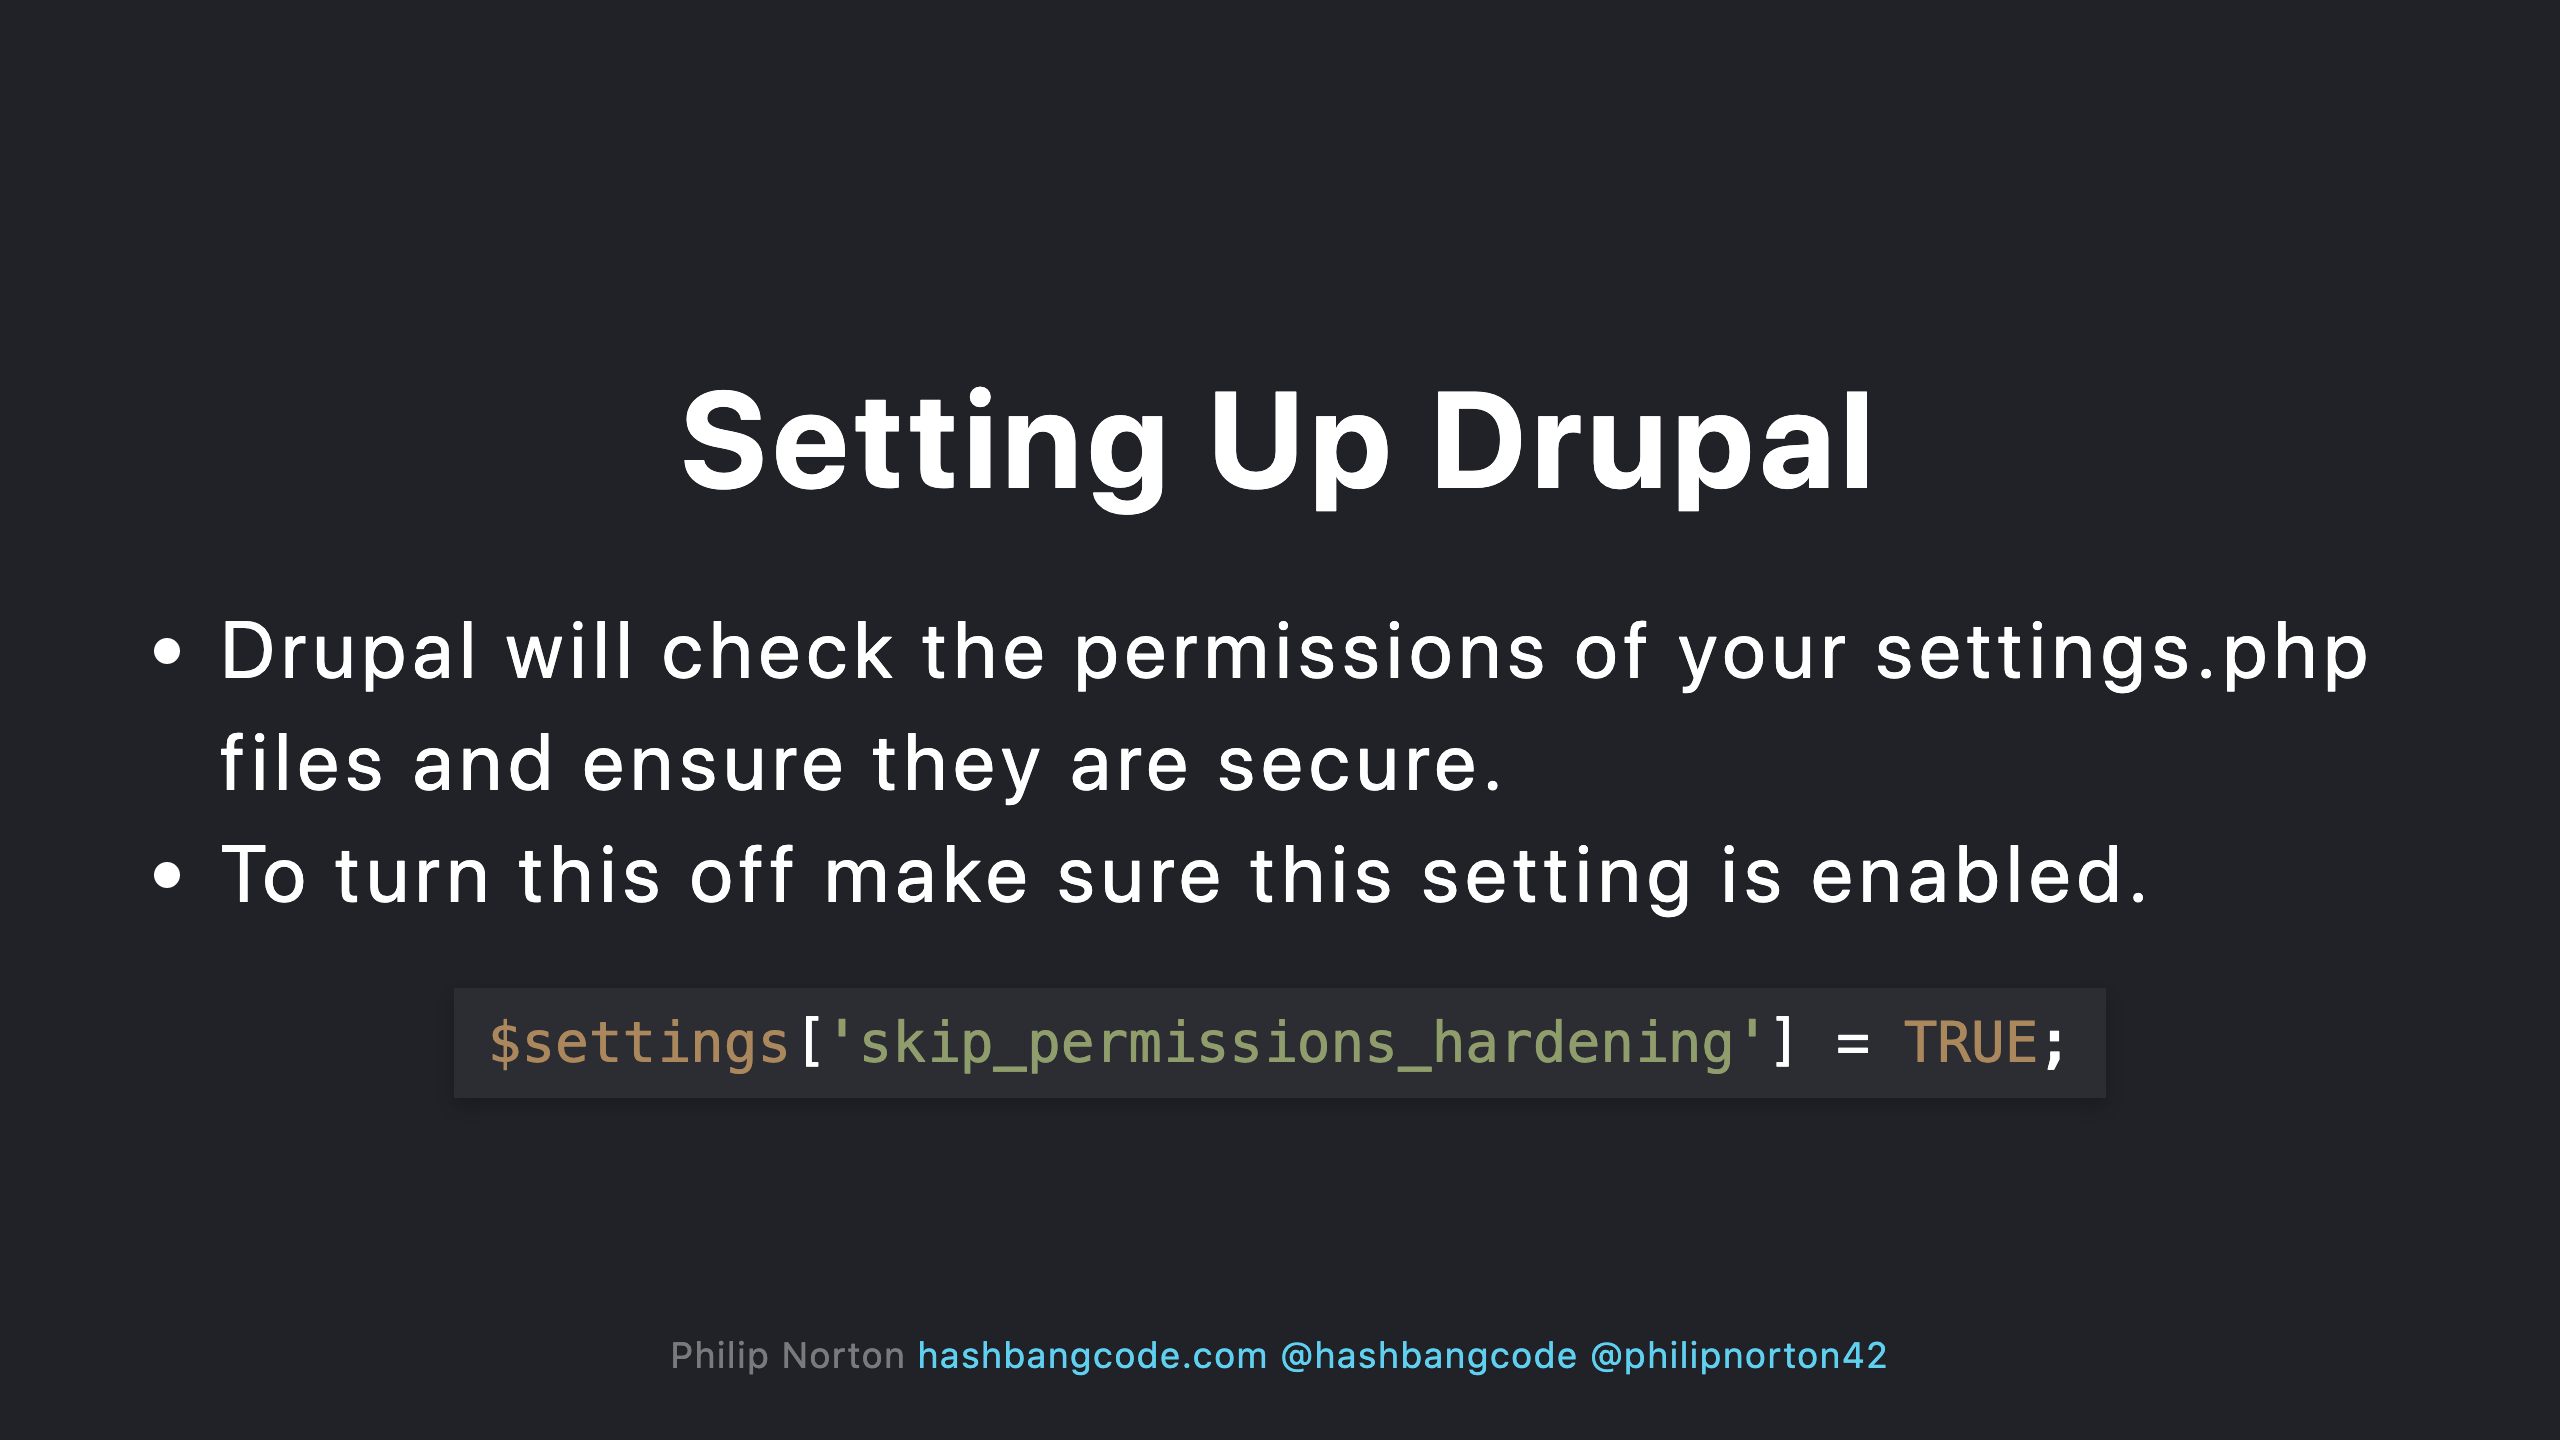 Setting Up Drupal
• Drupal will check the permissions of your settings.php
files and ensure they are secure.
• To turn this off make sure this setting is enabled.
$settings['skip_permissions_hardening'] = TRUE;
Philip Norton hashbangcode.com @hashbangcode @philipnorton42